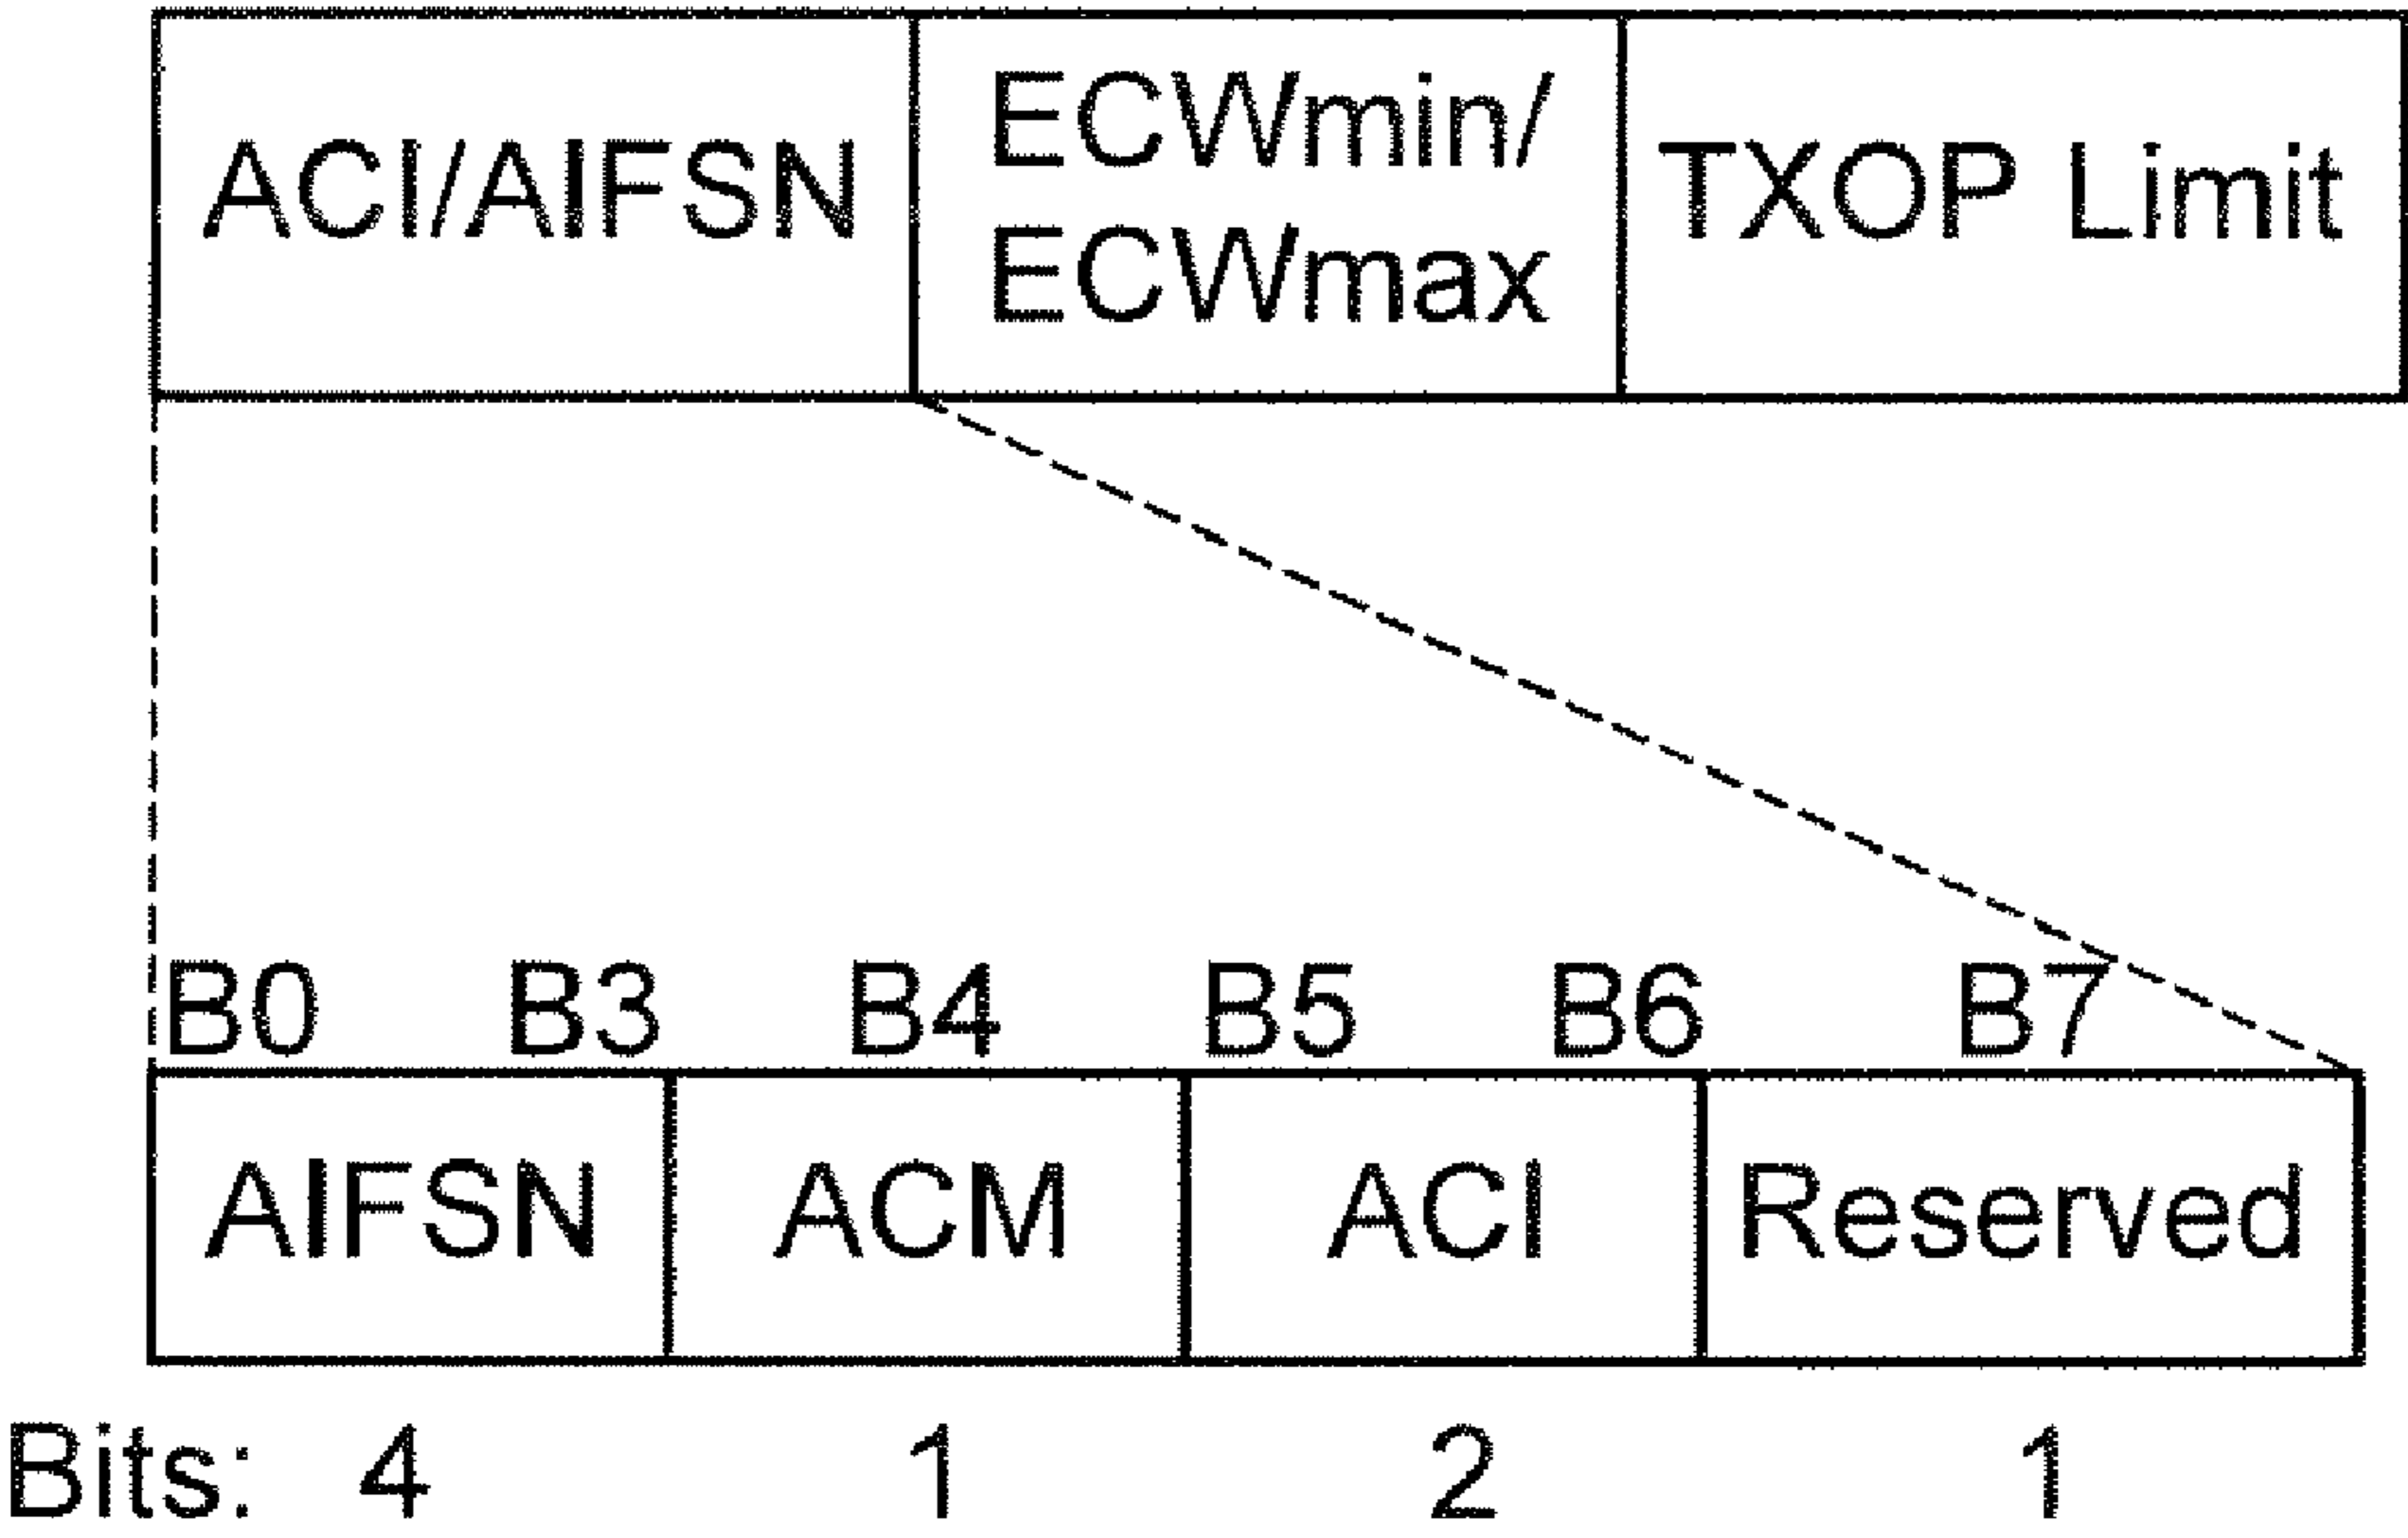 ACI/AIFSN ECWmin/ TXOP Limit
ECWmax
B0 B3 B4 B5 B6 B7
AIFSN ACM ACI Reserved
Bits: 4 1 2 1